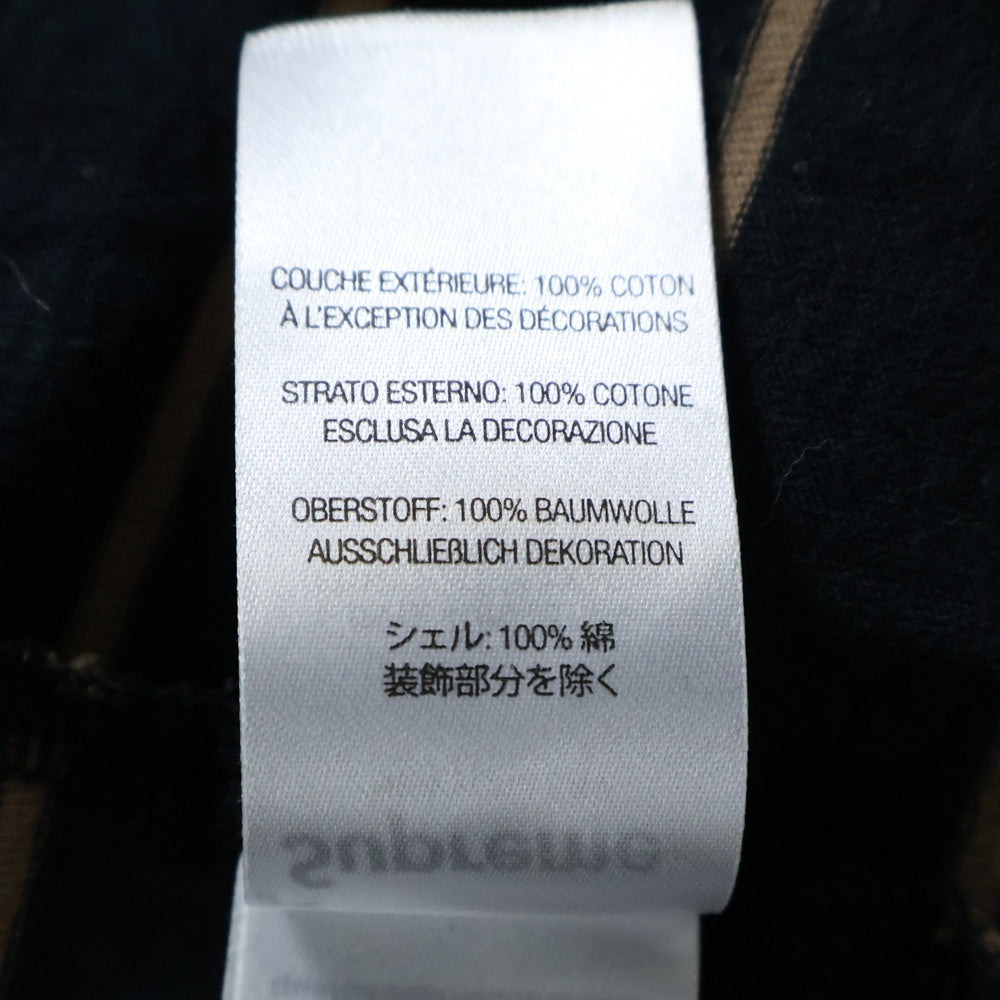 COUCHE EXTÉRIEURE: 100% COTON
À L'EXCEPTION DES DÉCORATIONS
STRATO ESTERNO: 100% COTONE
ESCLUSA LA DECORAZIONE
OBERSTOFF: 100% BAUMWOLLE
AUSSCHLIEßLICH DEKORATION
シェル: 100% 綿
装飾部分を除く
Supreme